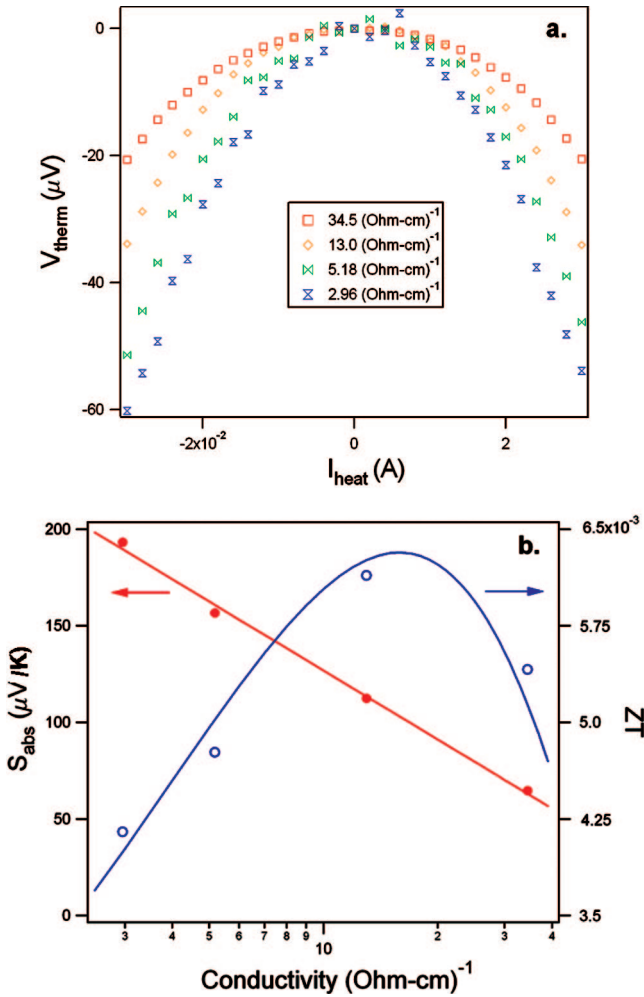 a.
0
-20
-40
-60
V_therm (μV)
34.5 (Ohm-cm)^-1
13.0 (Ohm-cm)^-1
5.18 (Ohm-cm)^-1
2.96 (Ohm-cm)^-1
-2x10^-2
0
2
I_heat (A)
b.
200
150
100
50
0
S_abs (μV/K)
6.5x10^-3
5.75
5.0
4.25
3.5
ZT
3 4 5 6 7 8 9 10 2 3 4
Conductivity (Ohm-cm)^-1